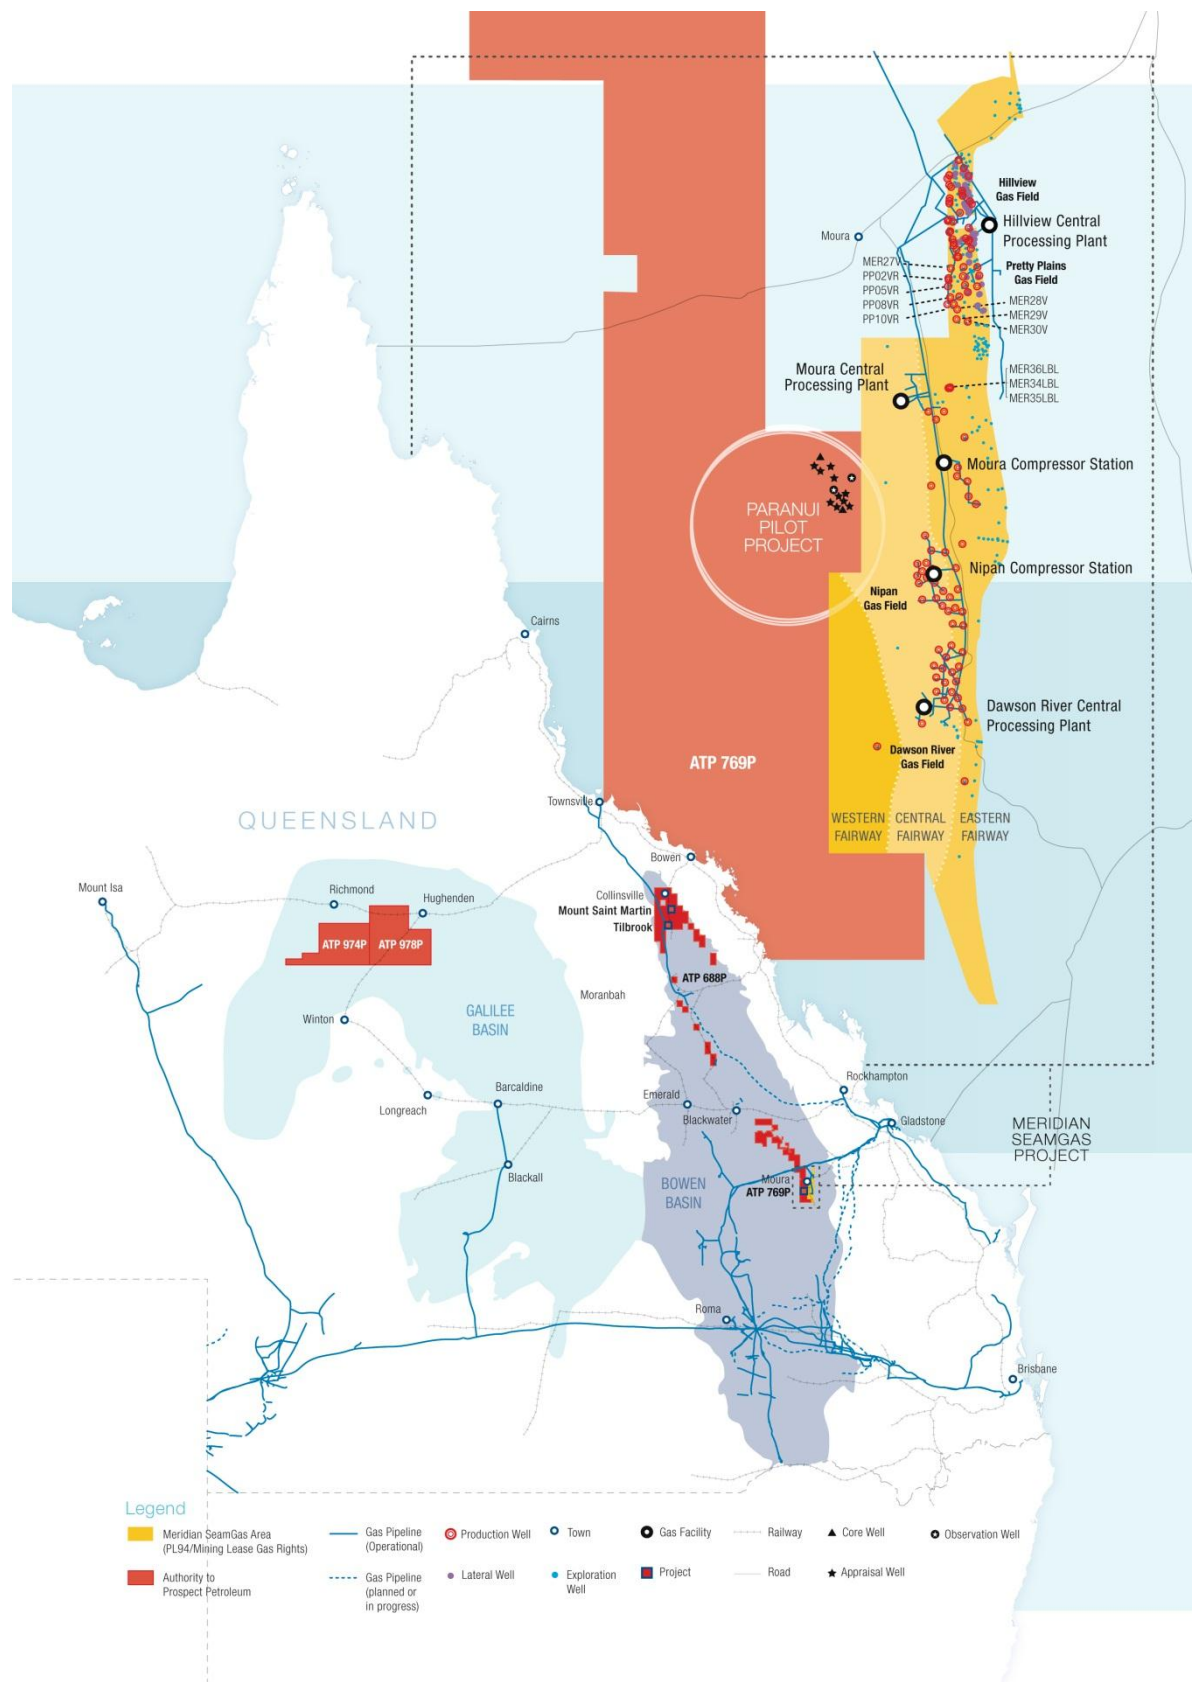 Hillview
Gas Field
Hillview Central
Processing Plant
Moura
MER27V
PP02VR
PP05VR
PP08VR
PP10VR
Pretty Plains
Gas Field
MER28V
MER29V
MER30V
Moura Central
Processing Plant
MER36LBL
MER34LBL
MER35LBL
Moura Compressor Station
PARANUI
PILOT
PROJECT
Nipan Compressor Station
Nipan
Gas Field
Cairns
Dawson River Central
Processing Plant
Dawson River
Gas Field
ATP 769P
WESTERN
FAIRWAY
CENTRAL
FAIRWAY
EASTERN
FAIRWAY
Townsville
QUEENSLAND
Bowen
Mount Isa
Richmond
Hughenden
Collinsville
Mount Saint Martin
Tilbrook
ATP 974P
ATP 978P
ATP 688P
Moranbah
GALILEE
BASIN
Winton
Rockhampton
Barcaldine
Longreach
Emerald
Blackwater
Gladstone
MERIDIAN
SEAMGAS
PROJECT
Blackall
BOWEN
BASIN
Moura
ATP 769P
Roma
Brisbane
Legend
Meridian SeamGas Area
(PL94/Mining Lease Gas Rights)
Gas Pipeline
(Operational)
Production Well
Town
Gas Facility
Railway
Core Well
Observation Well
Authority to
Prospect Petroleum
Gas Pipeline
(planned or
in progress)
Lateral Well
Exploration
Well
Project
Road
Appraisal Well